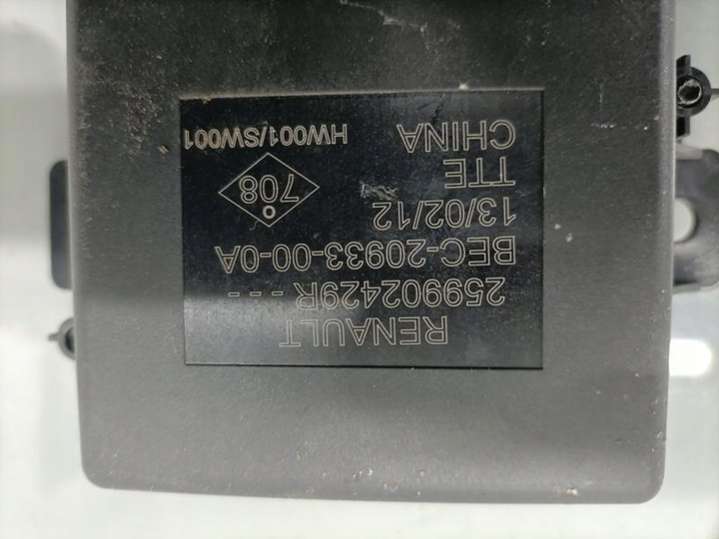 RENAULT
259902429R - - -
BEC-20933-00-0A
13/02/12
TTE
CHINA
708
HW001/SW001